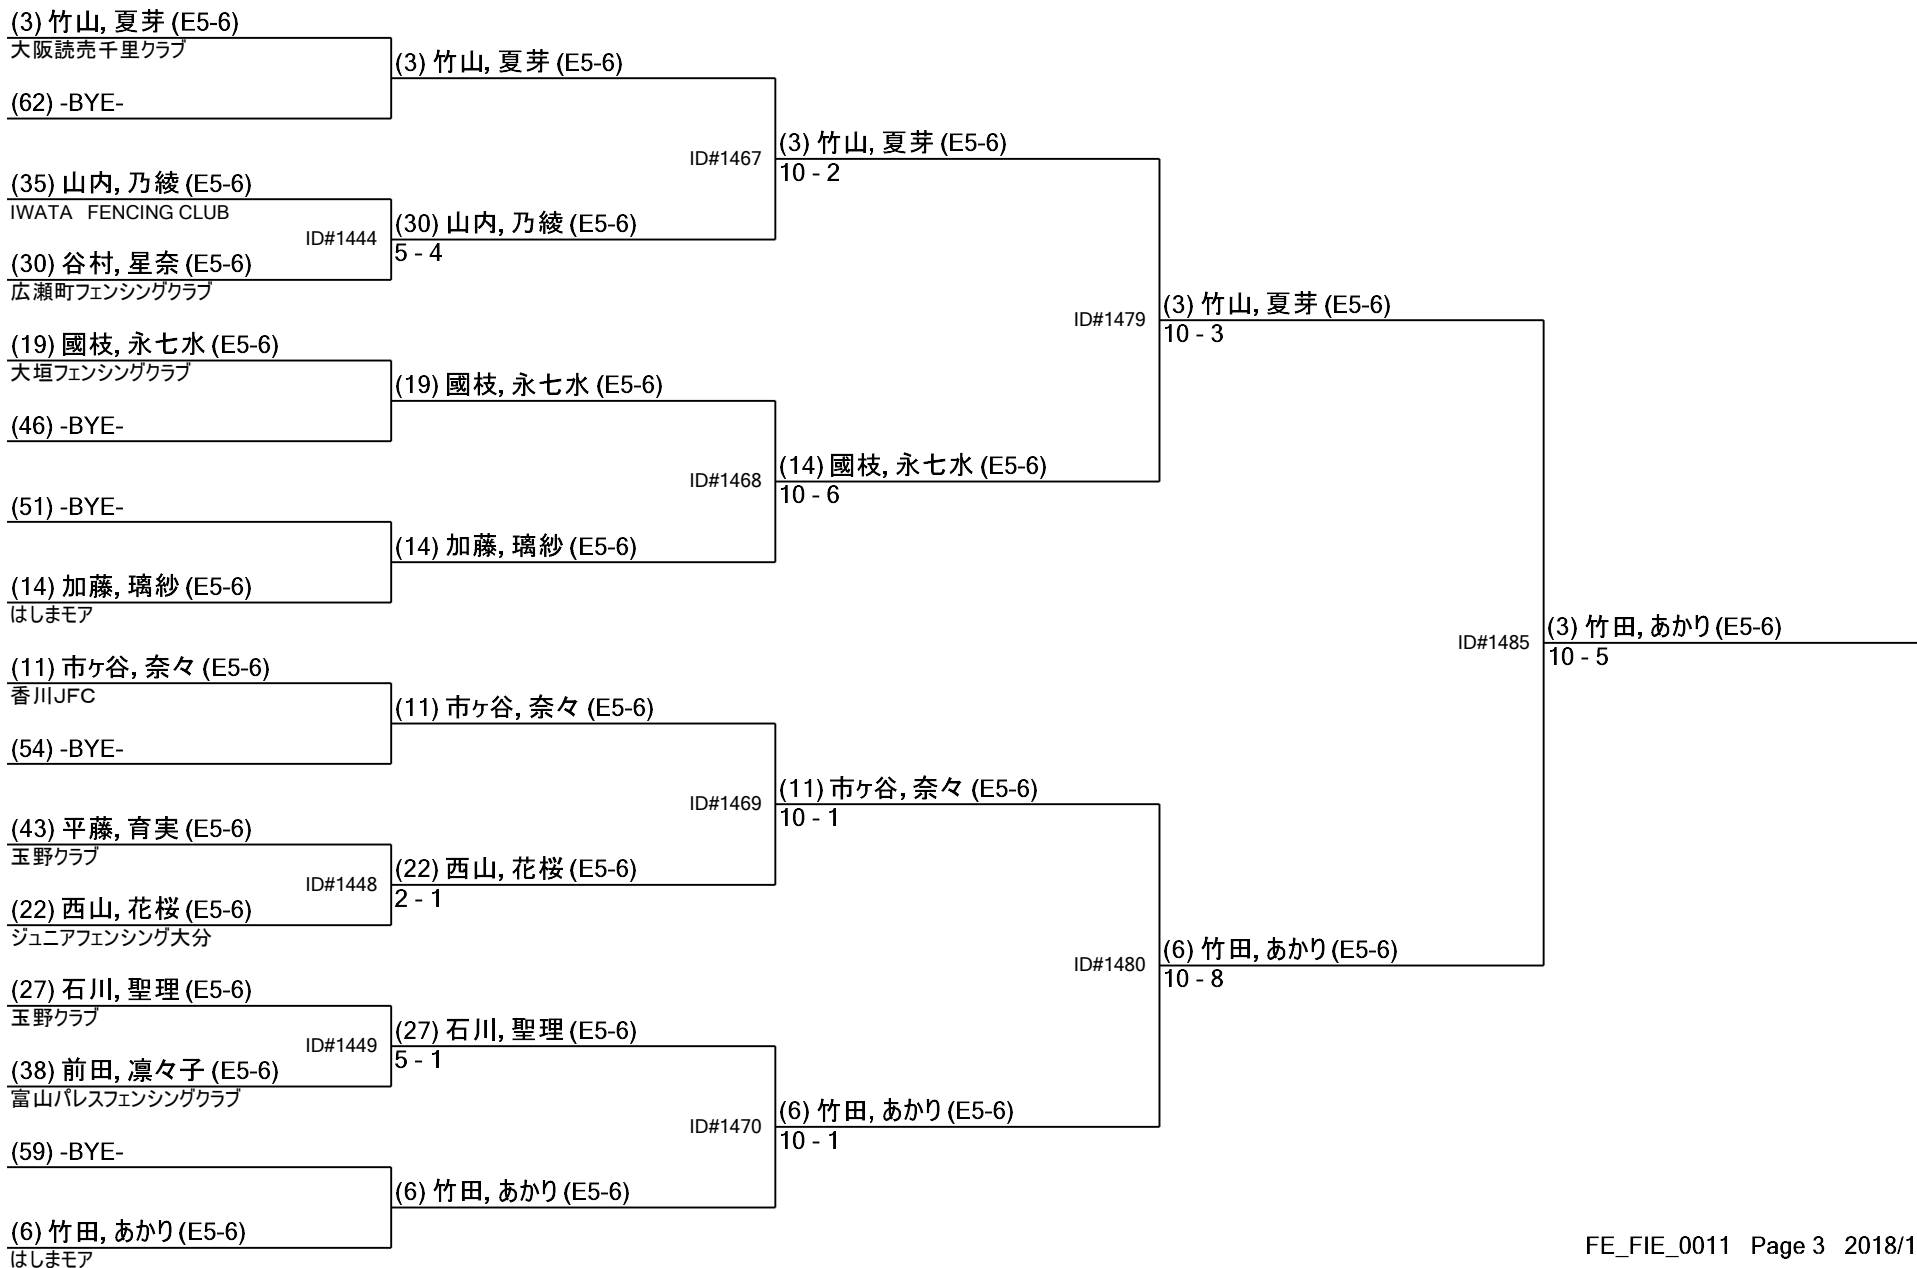 (3) 竹山, 夏芽 (E5-6)
大阪読売千里クラブ
(62) -BYE-
(35) 山内, 乃綾 (E5-6)
IWATA　FENCING CLUB
ID#1444
(30) 谷村, 星奈 (E5-6)
広瀬町フェンシングクラブ
(19) 國枝, 永七水 (E5-6)
大垣フェンシングクラブ
(46) -BYE-
(51) -BYE-
(14) 加藤, 璃紗 (E5-6)
はしまモア
(11) 市ヶ谷, 奈々 (E5-6)
香川JFC
(54) -BYE-
(43) 平藤, 育実 (E5-6)
玉野クラブ
ID#1448
(22) 西山, 花桜 (E5-6)
ジュニアフェンシング大分
(27) 石川, 聖理 (E5-6)
玉野クラブ
ID#1449
(38) 前田, 凛々子 (E5-6)
富山パレスフェンシングクラブ
(59) -BYE-
(6) 竹田, あかり (E5-6)
はしまモア
(3) 竹山, 夏芽 (E5-6)
ID#1467
(30) 山内, 乃綾 (E5-6)
5 - 4
(19) 國枝, 永七水 (E5-6)
ID#1468
(14) 加藤, 璃紗 (E5-6)
(11) 市ヶ谷, 奈々 (E5-6)
ID#1469
(22) 西山, 花桜 (E5-6)
2 - 1
(27) 石川, 聖理 (E5-6)
5 - 1
ID#1470
(6) 竹田, あかり (E5-6)
(3) 竹山, 夏芽 (E5-6)
10 - 2
ID#1479
(14) 國枝, 永七水 (E5-6)
10 - 6
(11) 市ヶ谷, 奈々 (E5-6)
10 - 1
ID#1480
(6) 竹田, あかり (E5-6)
10 - 1
(3) 竹山, 夏芽 (E5-6)
10 - 3
ID#1485
(6) 竹田, あかり (E5-6)
10 - 8
(3) 竹田, あかり (E5-6)
10 - 5
FE_FIE_0011 Page 3 2018/1